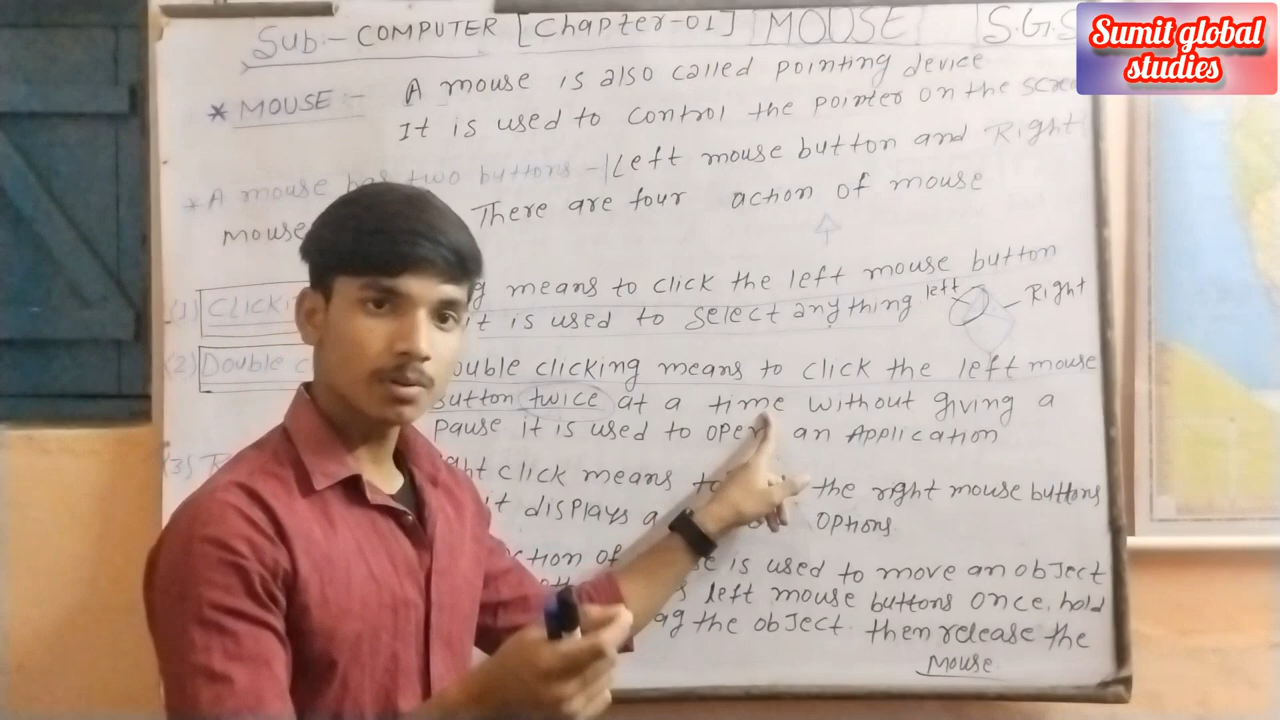 Sub:- COMPUTER [Chapter-01] MOUSE S.G.S
Sumit global
studies
* MOUSE :- A mouse is also called pointing device
It is used to control the pointer on the
* A mouse has two buttons - Left mouse button and Right
mouse There are four action of mouse
(1) means to click the left mouse button
it is used to select anything left Right
(2) Double clicking means to click the left mouse
button twice at a time without giving a
pause it is used to open an Application
(3) click means the right mouse buttons
it displays a options
of is used to move an object
left mouse buttons once, hold
the object. then release the
mouse